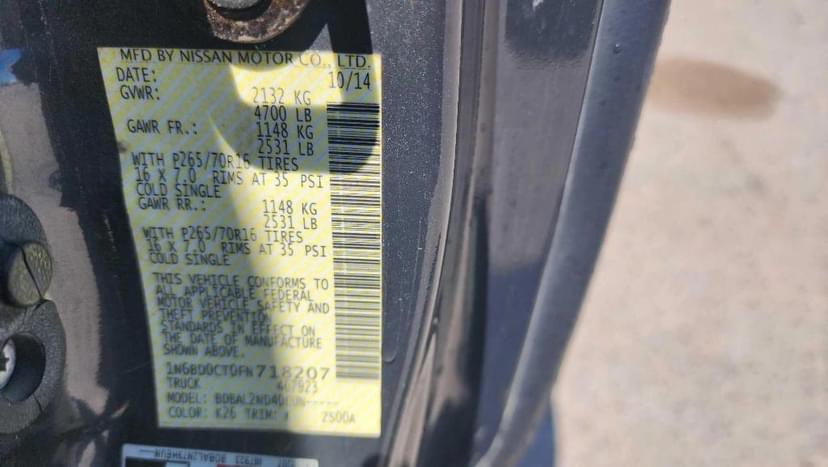 MFD BY NISSAN MOTOR CO., LTD.
DATE: 10/14
GVWR: 2132 KG
4700 LB
GAWR FR.: 1148 KG
2531 LB
WITH P265/70R16 TIRES
16 X 7.0 RIMS AT 35 PSI
COLD SINGLE
GAWR RR.: 1148 KG
2531 LB
WITH P265/70R16 TIRES
16 X 7.0 RIMS AT 35 PSI
COLD SINGLE
THIS VEHICLE CONFORMS TO
ALL APPLICABLE FEDERAL
MOTOR VEHICLE SAFETY AND
THEFT PREVENTION
STANDARDS IN EFFECT ON
THE DATE OF MANUFACTURE
SHOWN ABOVE.
1N6BD0CT0FN718207
TRUCK 467923
MODEL:
COLOR: K26 TRIM: 2500A